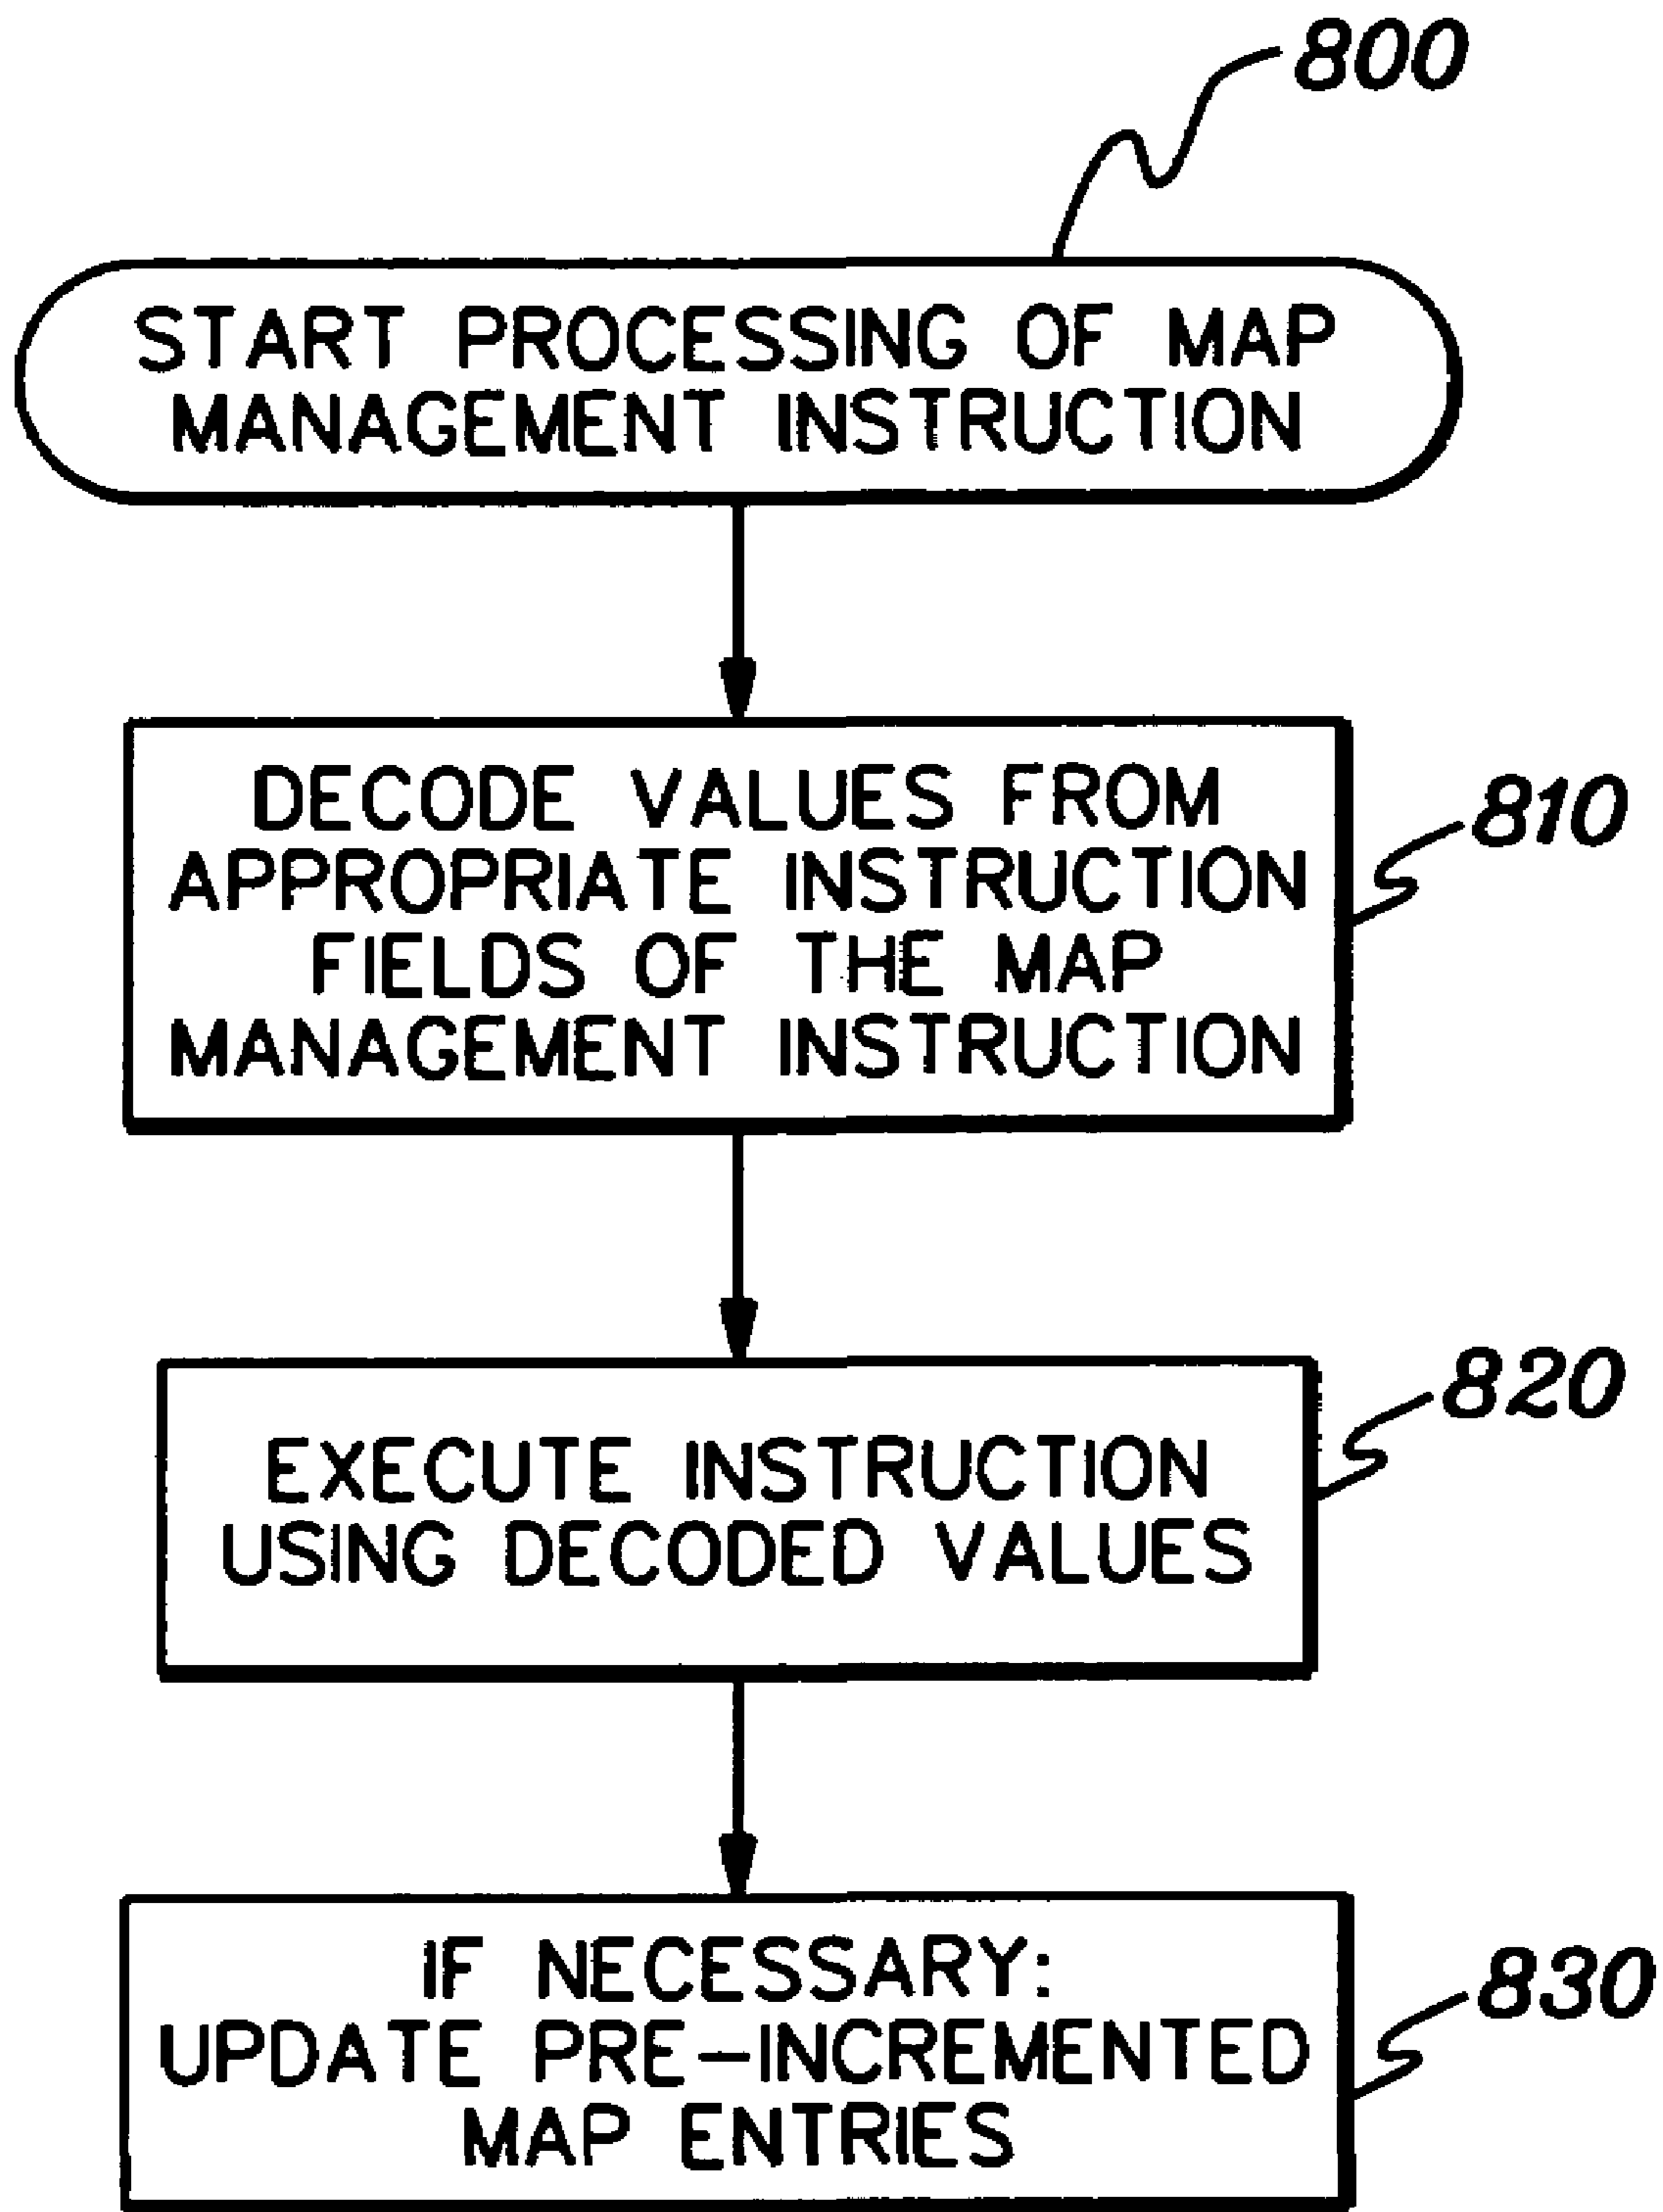 800
START PROCESSING OF MAP
MANAGEMENT INSTRUCTION
DECODE VALUES FROM
APPROPRIATE INSTRUCTION
FIELDS OF THE MAP
MANAGEMENT INSTRUCTION
810
EXECUTE INSTRUCTION
USING DECODED VALUES
820
IF NECESSARY:
UPDATE PRE-INCREMENTED
MAP ENTRIES
830